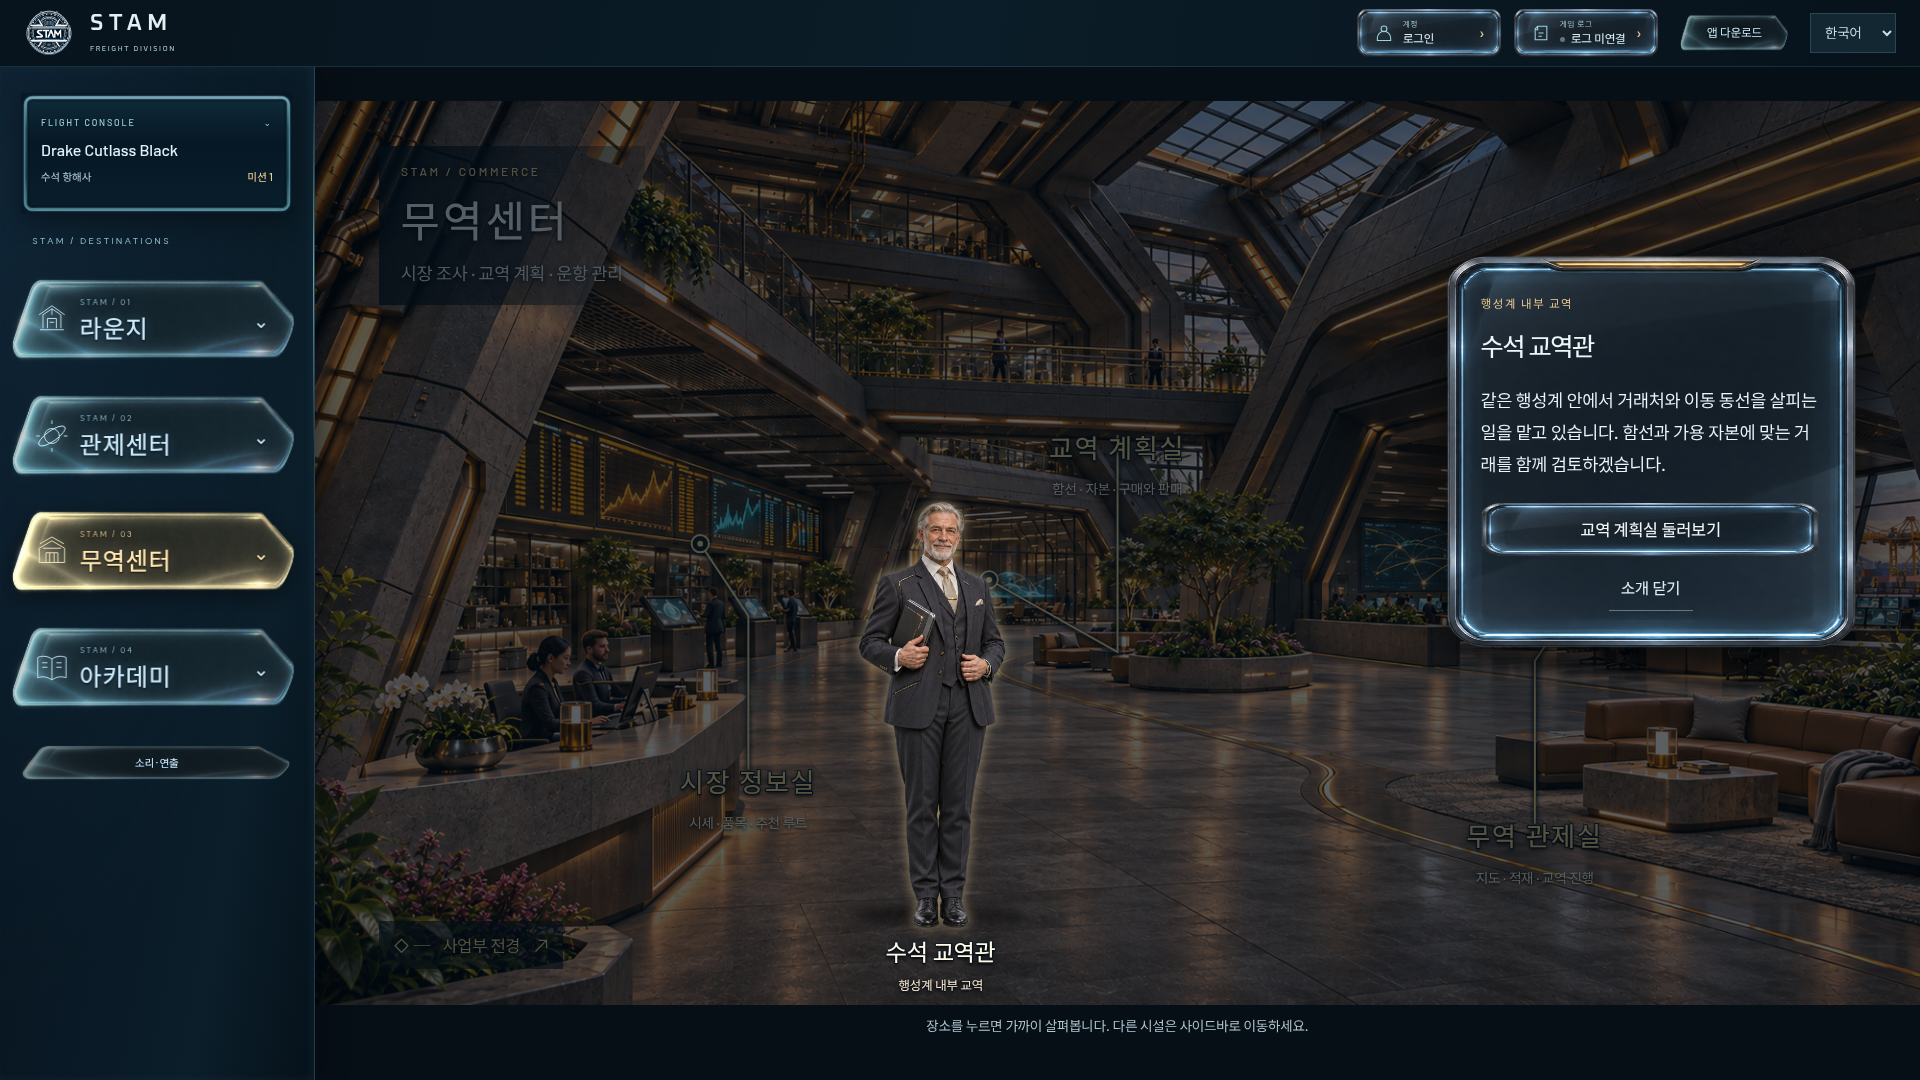 STAM
FREIGHT DIVISION
계정
로그인
게임 로그
로그 미연결
앱 다운로드
한국어
FLIGHT CONSOLE
Drake Cutlass Black
수석 항해사
미션 1
STAM / DESTINATIONS
STAM / 01
라운지
STAM / 02
관제센터
STAM / 03
무역센터
STAM / 04
아카데미
소리·연출
STAM / COMMERCE
무역센터
시장 조사 · 교역 계획 · 운항 관리
교역 계획실
함선 · 자본 · 구매와 판매
시장 정보실
시세 · 품목 · 추천 루트
무역 관제실
지도 · 적재 · 교역 진행
사업부 전경
수석 교역관
행성계 내부 교역
행성계 내부 교역
수석 교역관
같은 행성계 안에서 거래처와 이동 동선을 살피는
일을 맡고 있습니다. 함선과 가용 자본에 맞는 거
래를 함께 검토하겠습니다.
교역 계획실 둘러보기
소개 닫기
장소를 누르면 가까이 살펴봅니다. 다른 시설은 사이드바로 이동하세요.